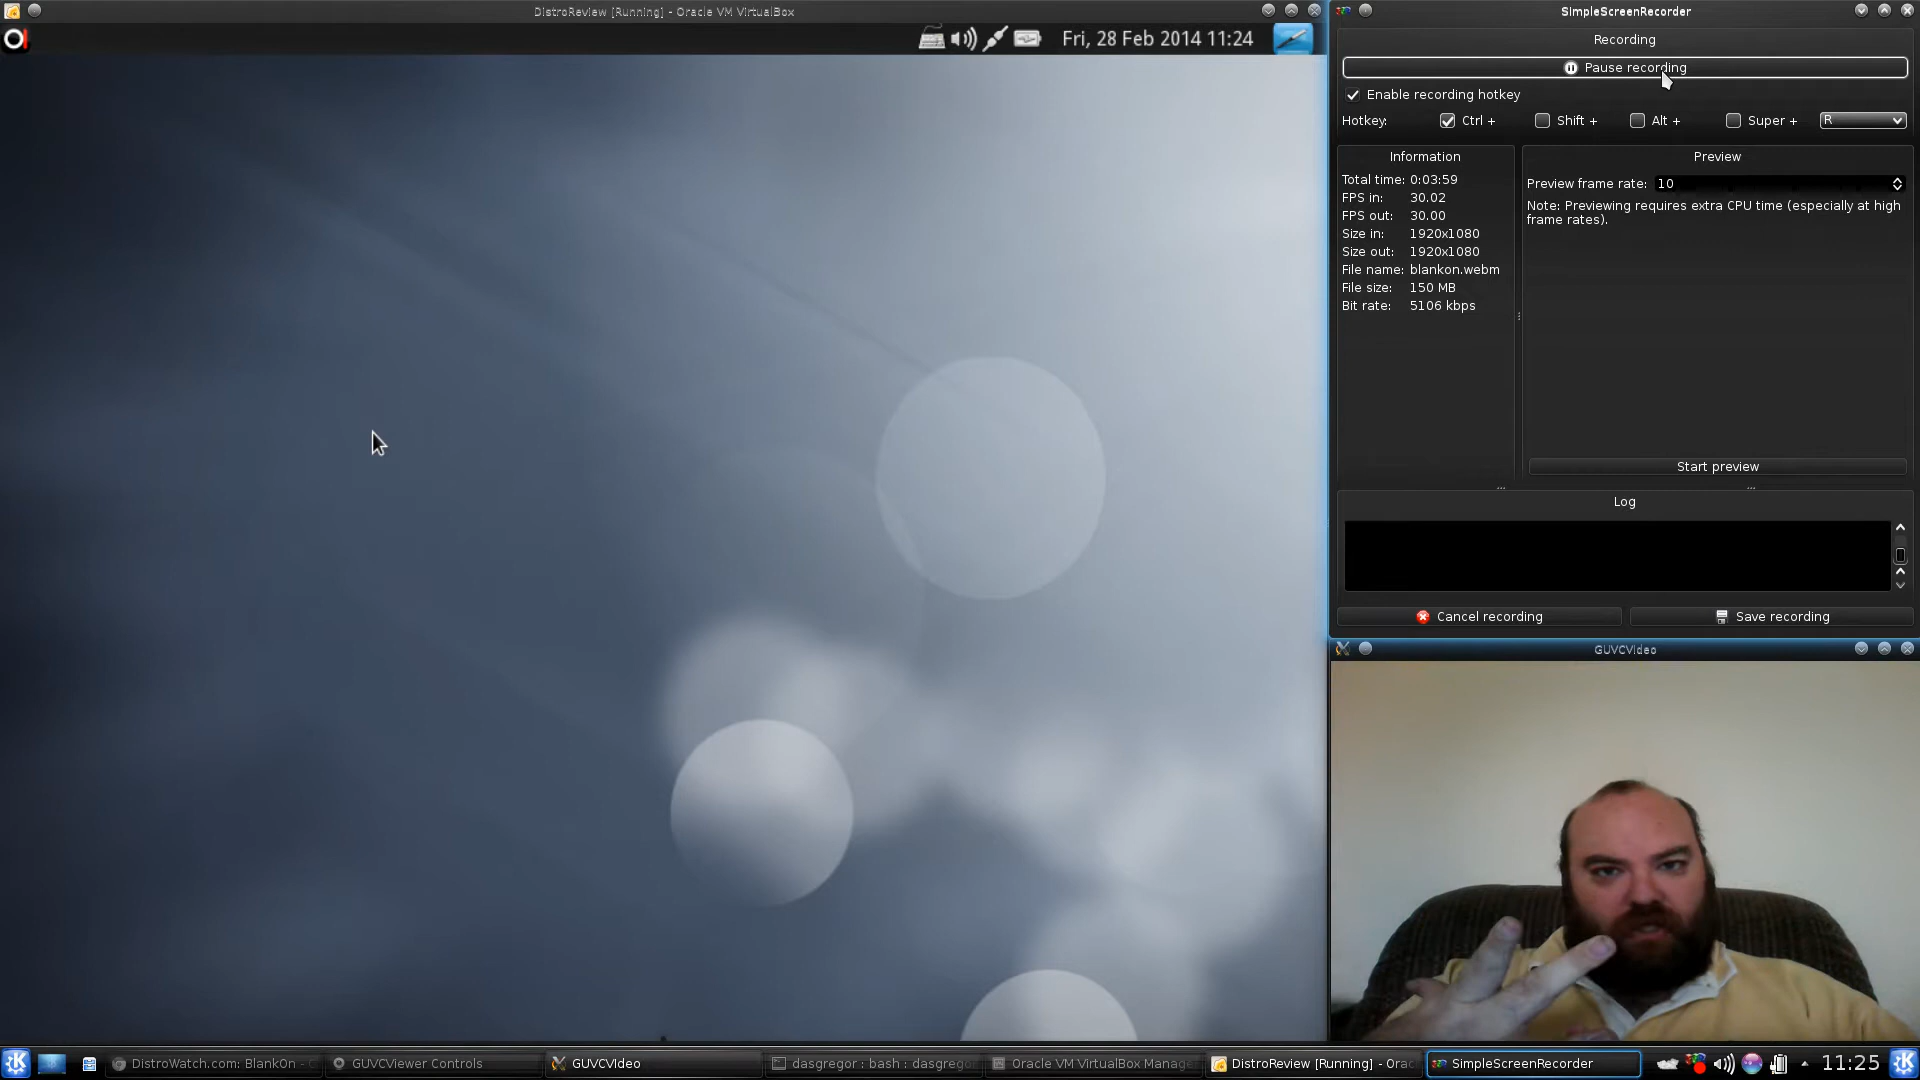 DistroReview [Running] - Oracle VM VirtualBox
Fri, 28 Feb 2014 11:24
SimpleScreenRecorder
Recording
Pause recording
Enable recording hotkey
Hotkey: Ctrl + Shift + Alt + Super + R
Information
Total time: 0:03:59
FPS in: 30.02
FPS out: 30.00
Size in: 1920x1080
Size out: 1920x1080
File name: blankon.webm
File size: 150 MB
Bit rate: 5106 kbps
Preview
Preview frame rate: 10
Note: Previewing requires extra CPU time (especially at high
frame rates).
Start preview
Log
Cancel recording Save recording
GUVCVideo
DistroWatch.com: BlankOn - GUVCViewer Controls GUVCVideo dasgregor : bash : dasgrego Oracle VM VirtualBox Manage DistroReview [Running] - Orac SimpleScreenRecorder 11:25